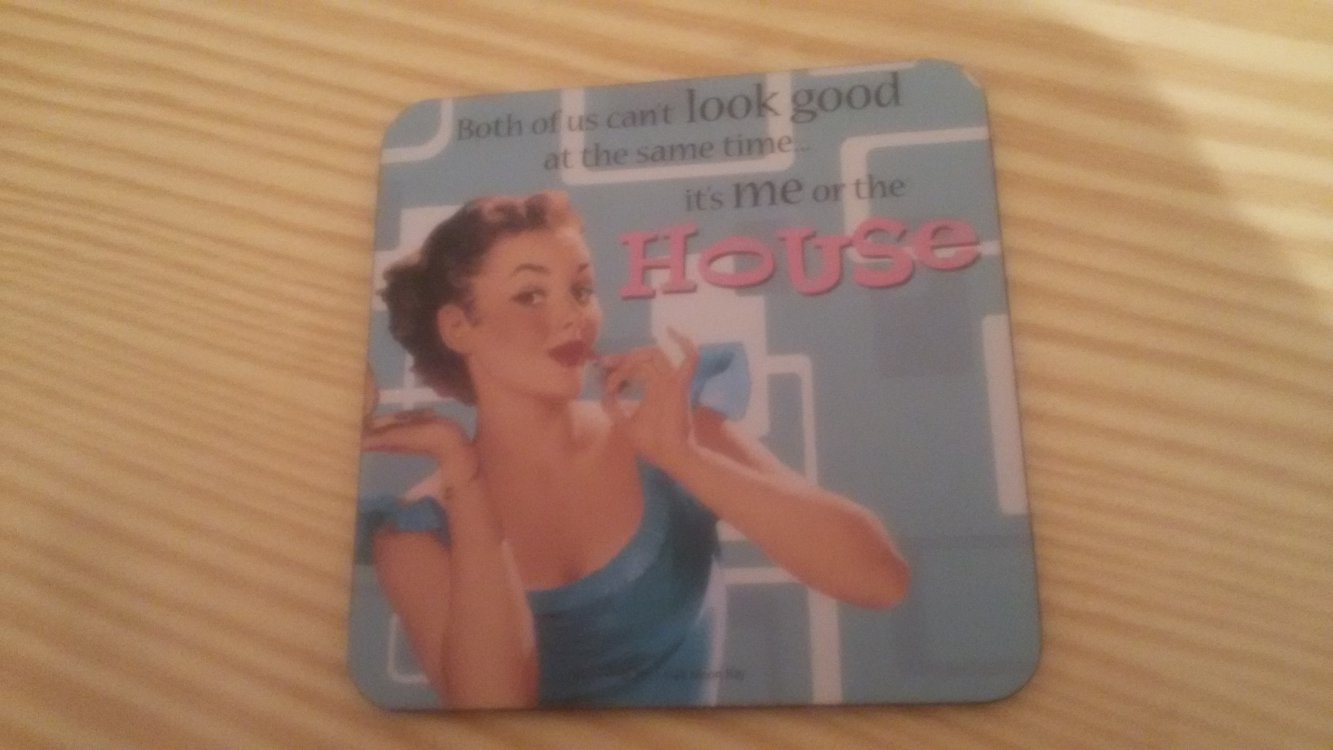 Both of us can't look good
at the same time...
it's me or the
House